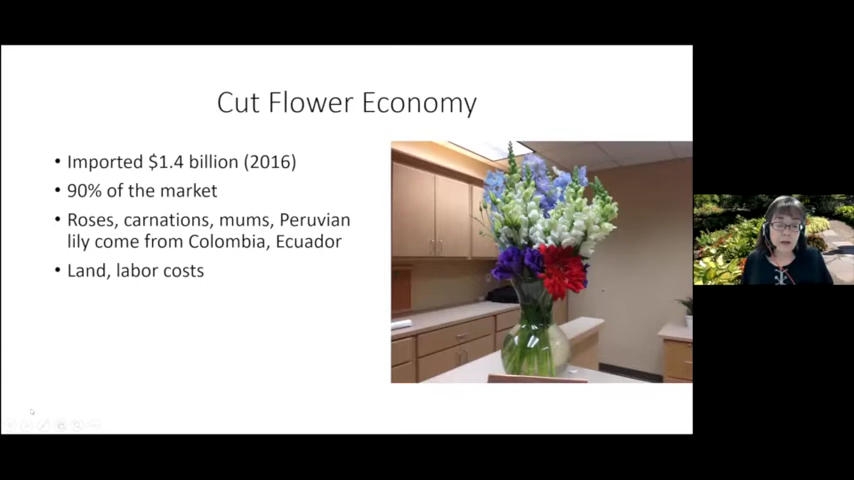 Cut Flower Economy
• Imported $1.4 billion (2016)
• 90% of the market
• Roses, carnations, mums, Peruvian
lily come from Colombia, Ecuador
• Land, labor costs